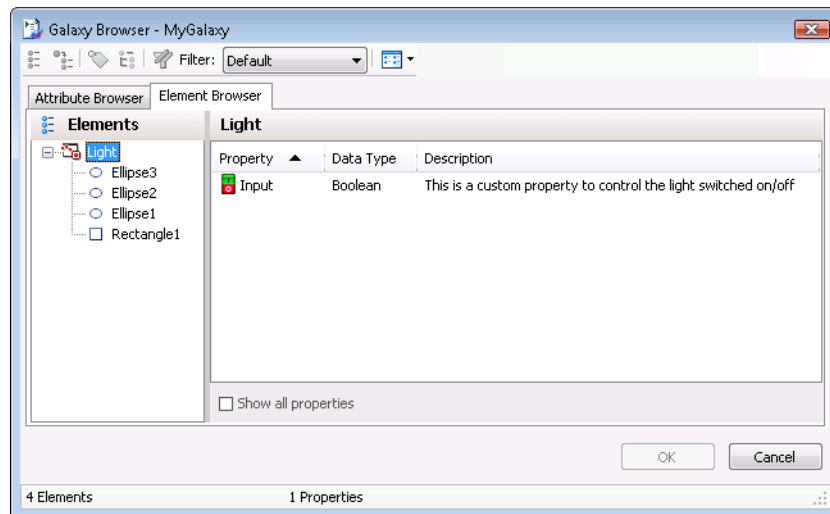 Galaxy Browser - MyGalaxy
Filter: Default
Attribute Browser Element Browser
Elements Light
Light
Ellipse3
Ellipse2
Ellipse1
Rectangle1
Property Data Type Description
Input Boolean This is a custom property to control the light switched on/off
Show all properties
OK Cancel
4 Elements 1 Properties